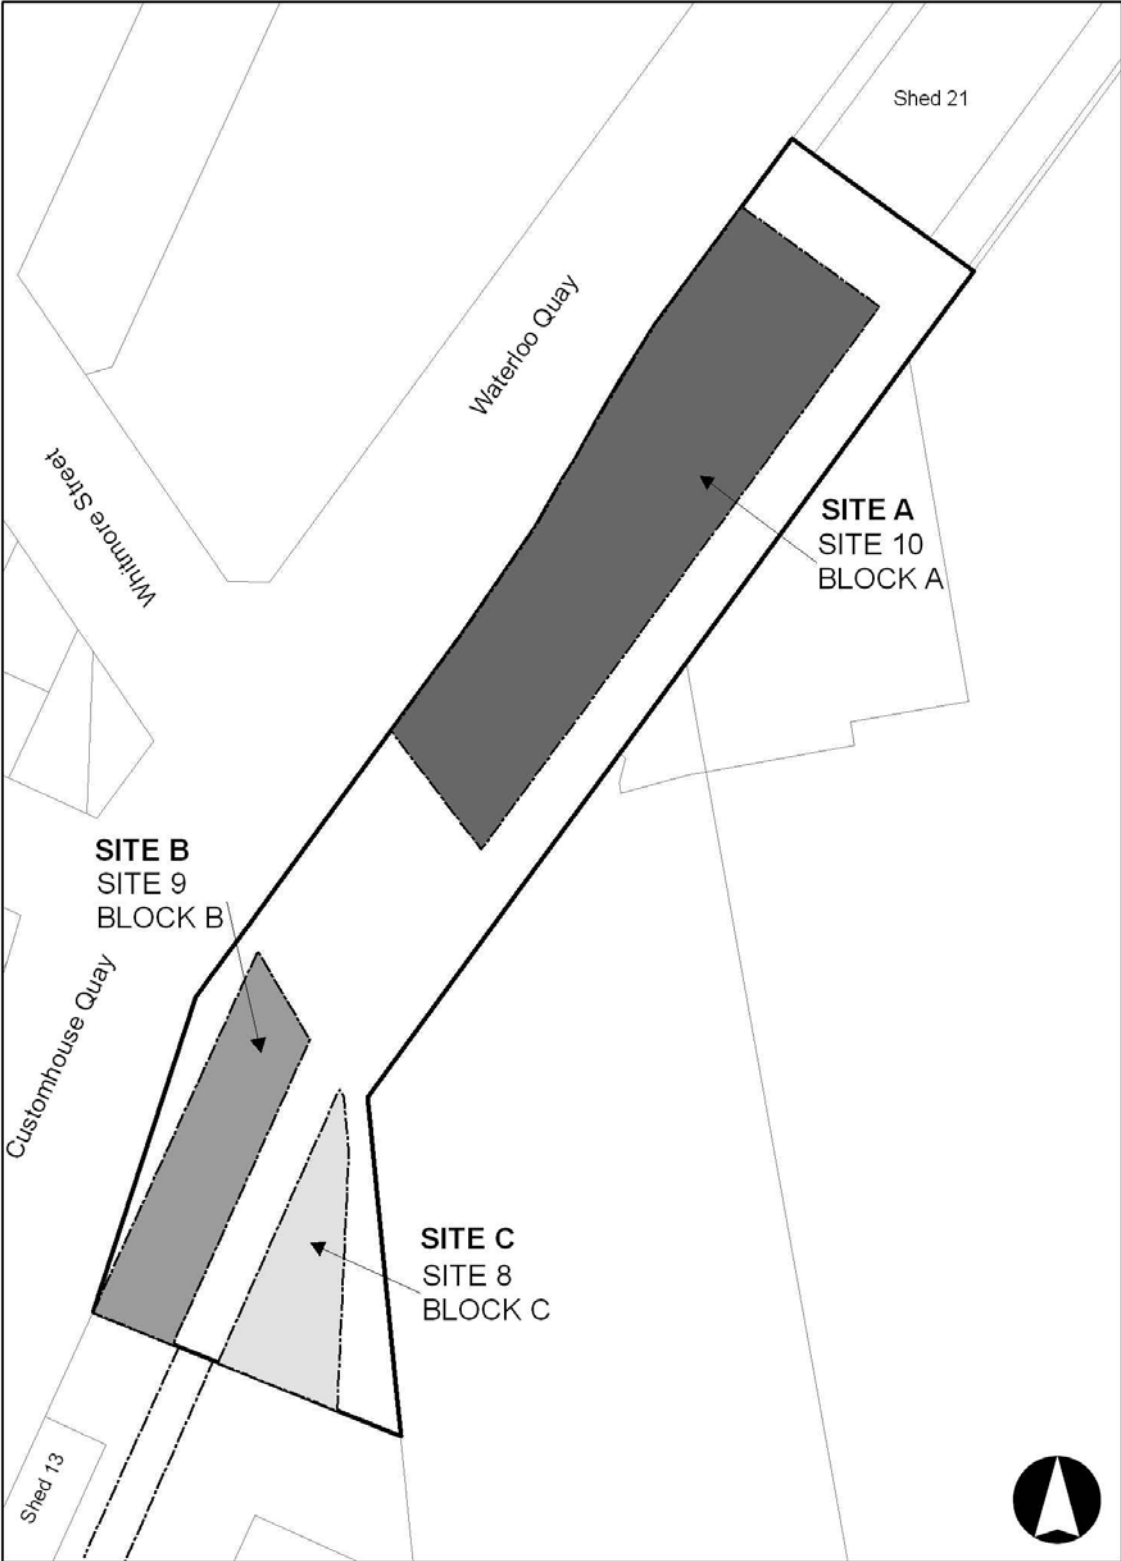 Shed 21
Waterloo Quay
Whitmore Street
SITE A
SITE 10
BLOCK A
SITE B
SITE 9
BLOCK B
Customhouse Quay
SITE C
SITE 8
BLOCK C
Shed 13